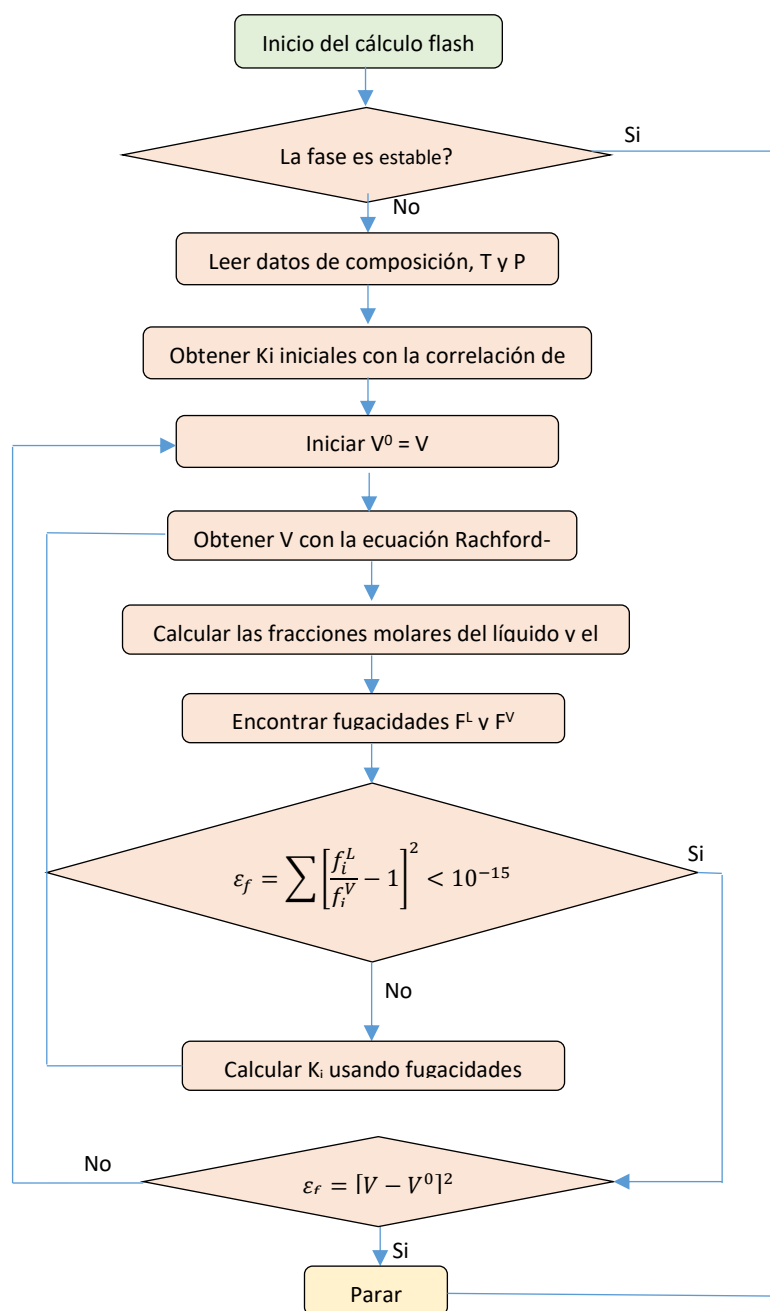 Inicio del cálculo flash
Si
La fase es estable?
No
Leer datos de composición, T y P
Obtener Ki iniciales con la correlación de
Iniciar V⁰ = V
Obtener V con la ecuación Rachford-
Calcular las fracciones molares del líquido y el
Encontrar fugacidades Fᴸ y Fⱽ
Si
ε_f = ∑ [f_i^L / f_i^V − 1]² < 10⁻¹⁵
No
Calcular Kᵢ usando fugacidades
No
ε_f = [V − V⁰]²
Si
Parar